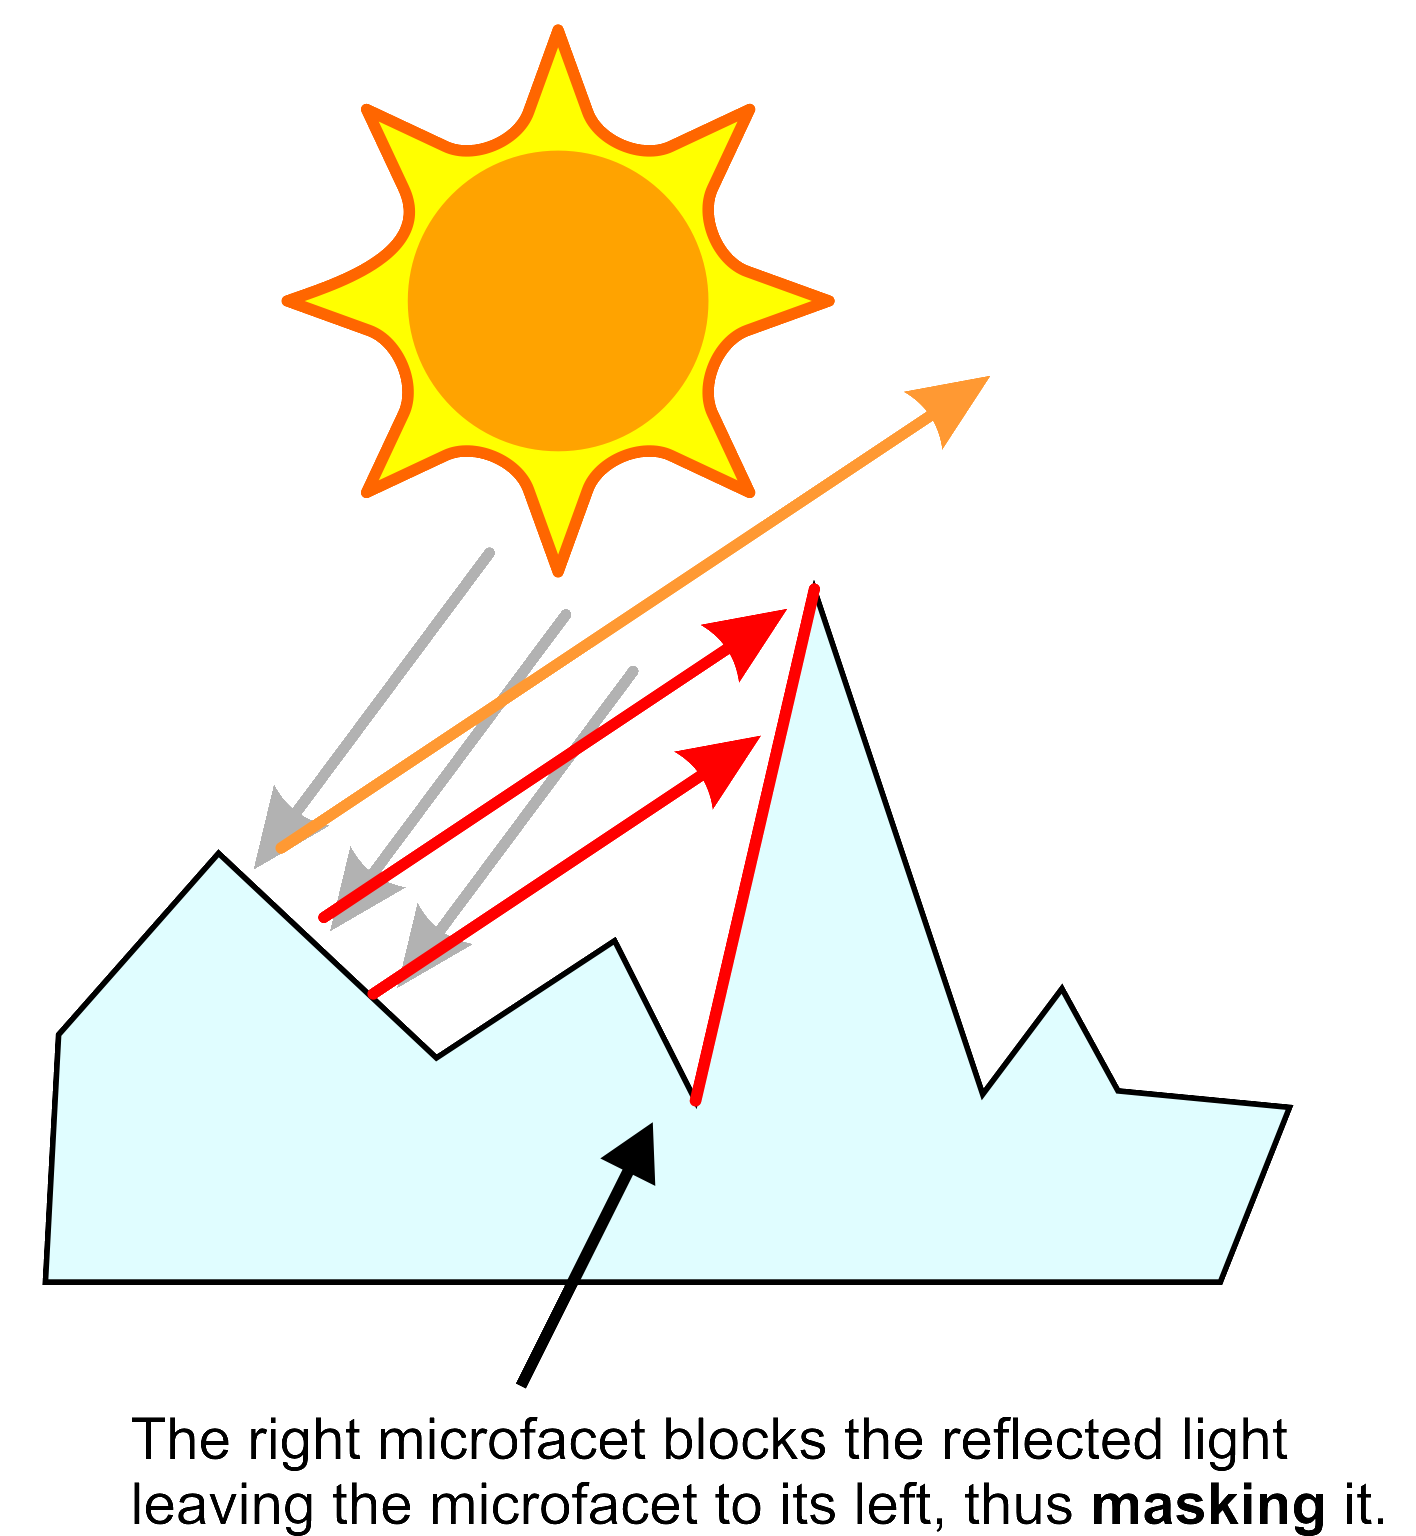 The right microfacet blocks the reflected light
leaving the microfacet to its left, thus masking it.